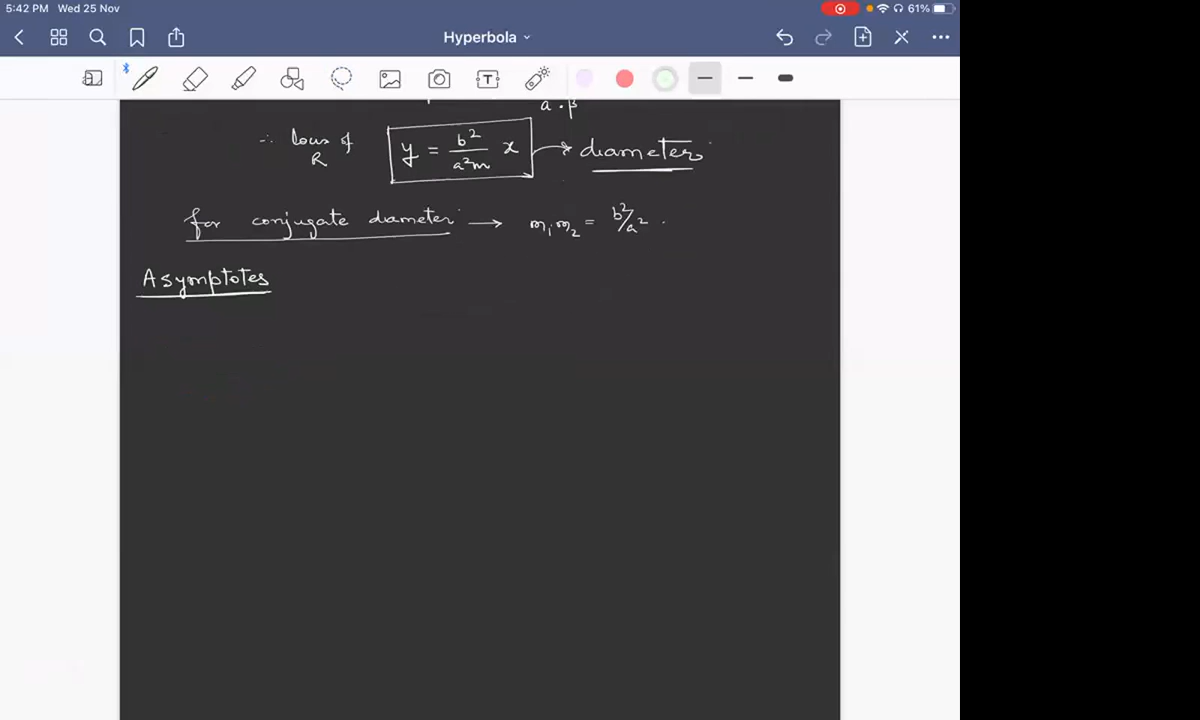 5:42 PM Wed 25 Nov
61%
Hyperbola
T
a · β
∴ locus of R
y = b²/a²m x → diameter
for conjugate diameter → m₁m₂ = b²/a²
Asymptotes